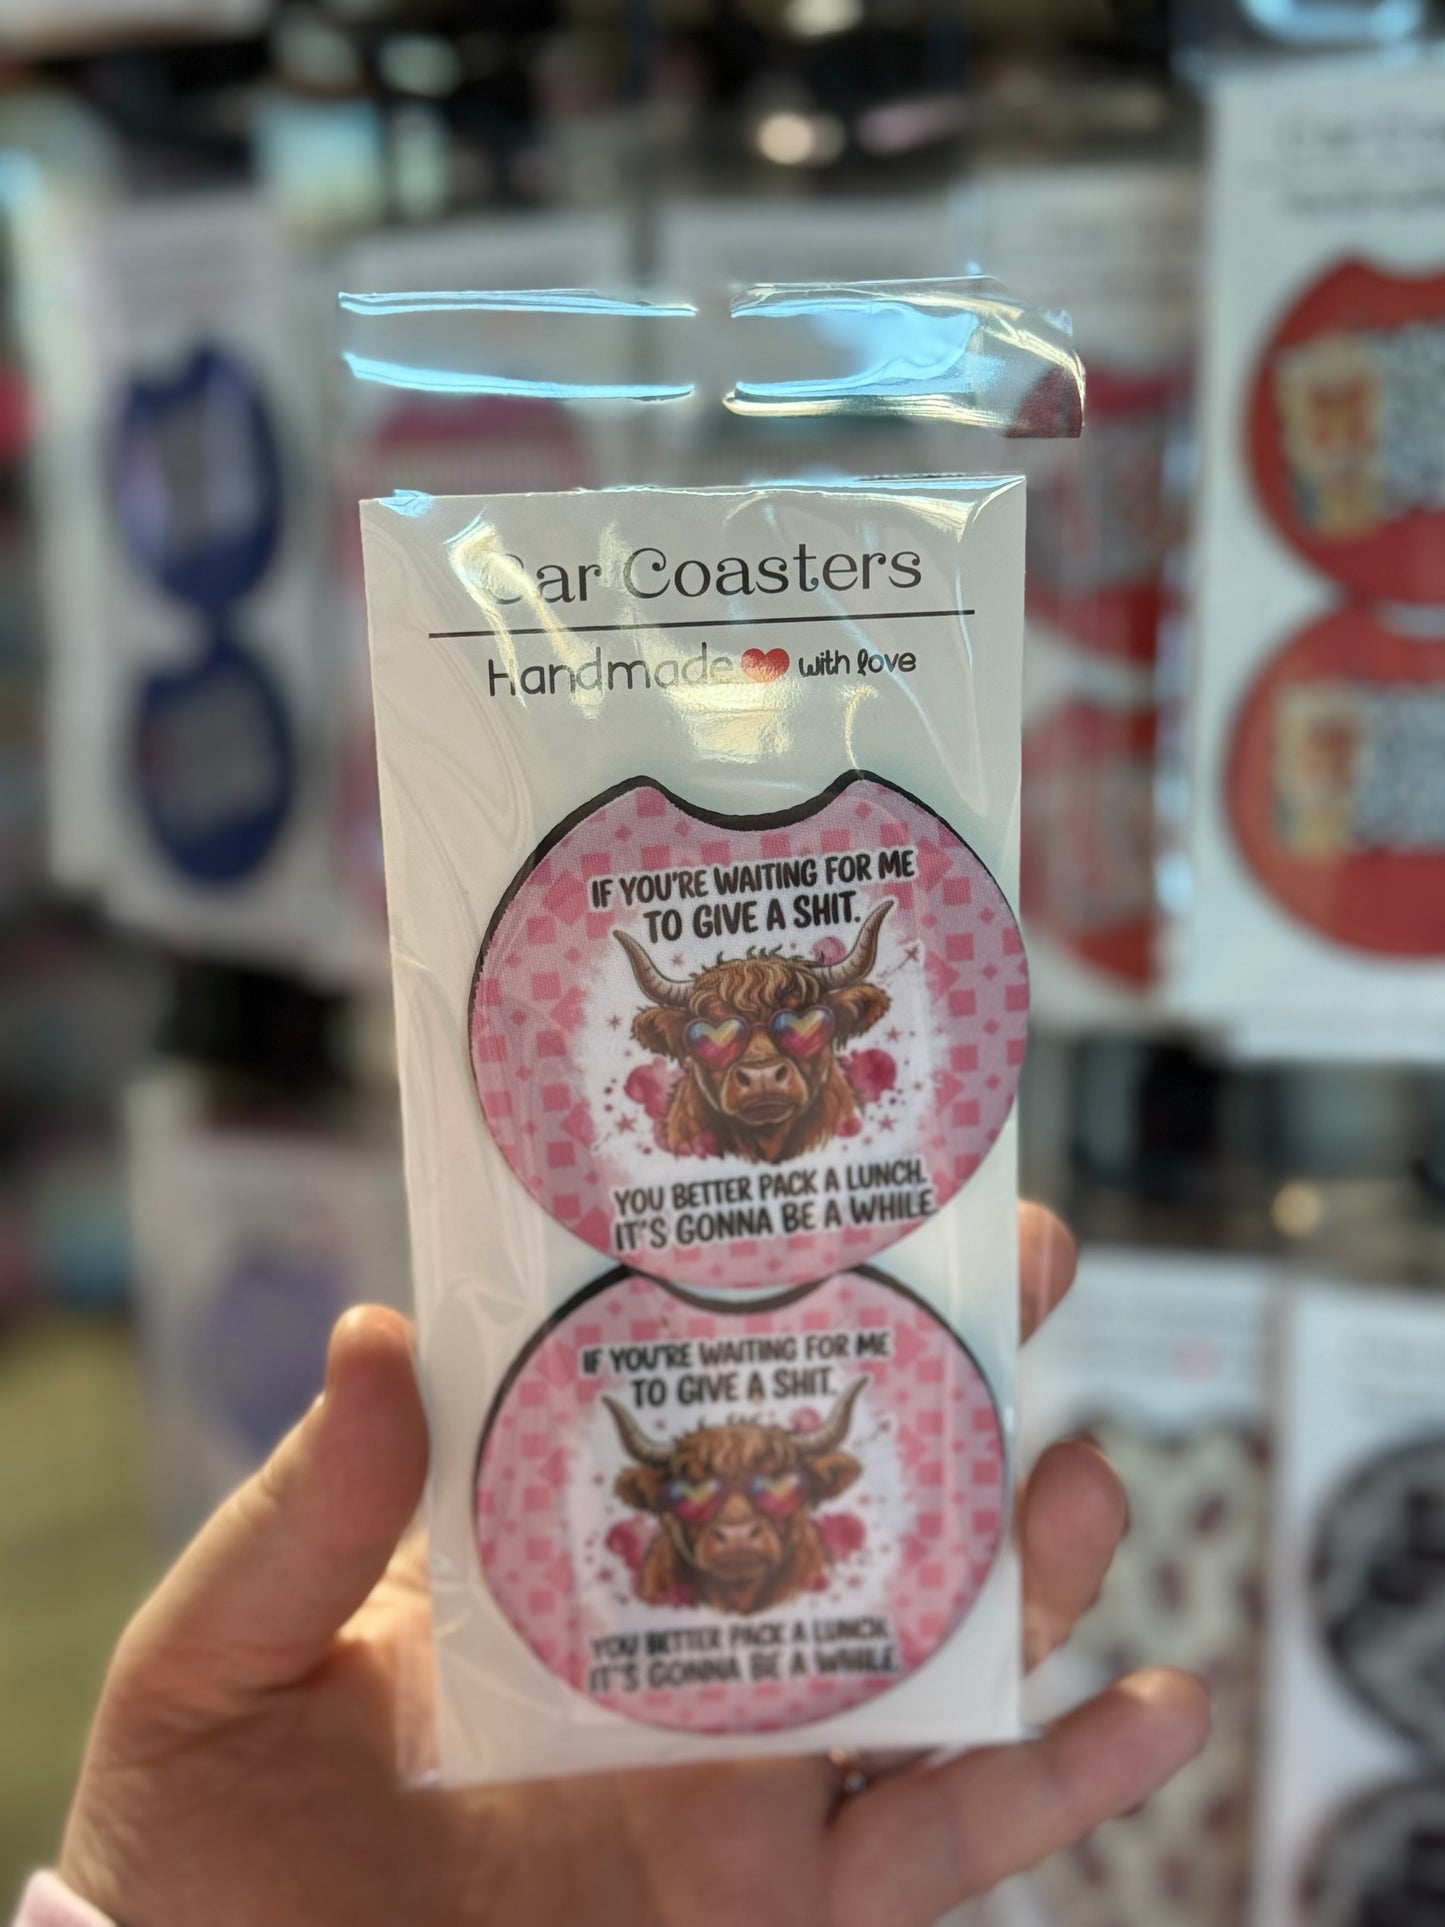 Car Coasters
Handmade with love
IF YOU'RE WAITING FOR ME
TO GIVE A SHIT.
YOU BETTER PACK A LUNCH.
IT'S GONNA BE A WHILE.
IF YOU'RE WAITING FOR ME
TO GIVE A SHIT.
YOU BETTER PACK A LUNCH.
IT'S GONNA BE A WHILE.